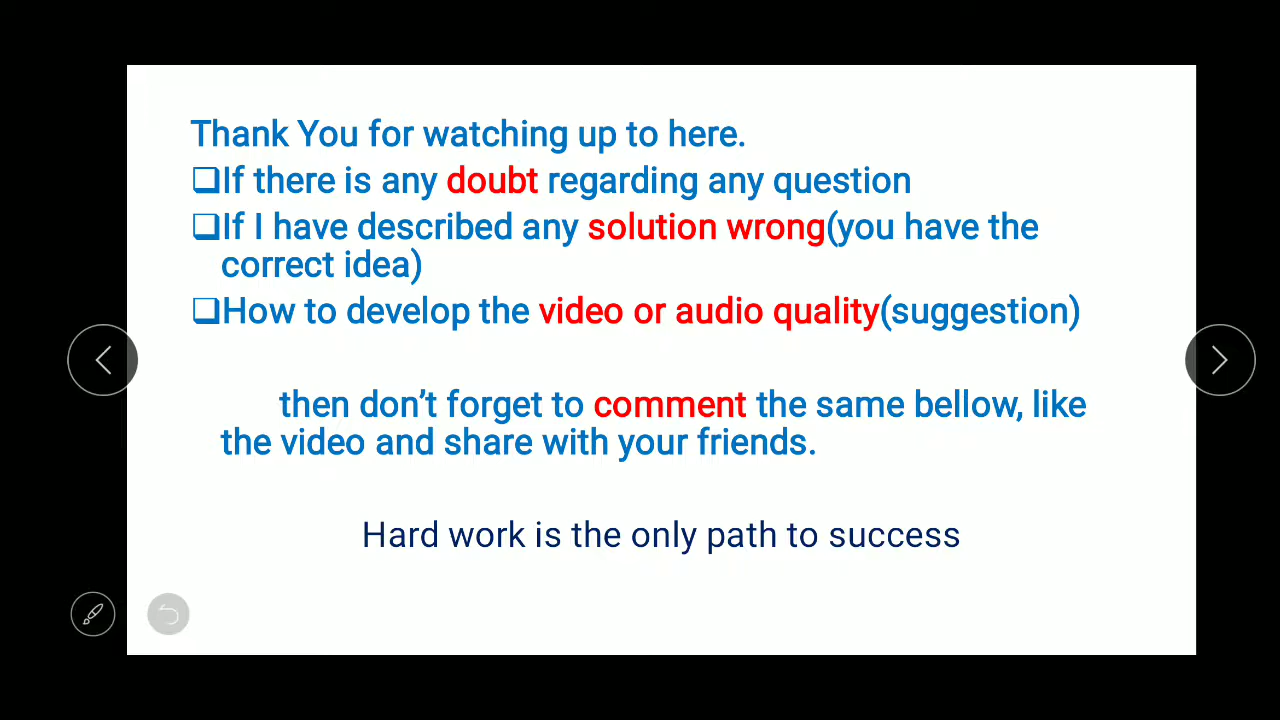 Thank You for watching up to here.
❑If there is any doubt regarding any question
❑If I have described any solution wrong(you have the
correct idea)
❑How to develop the video or audio quality(suggestion)
then don’t forget to comment the same bellow, like
the video and share with your friends.
Hard work is the only path to success